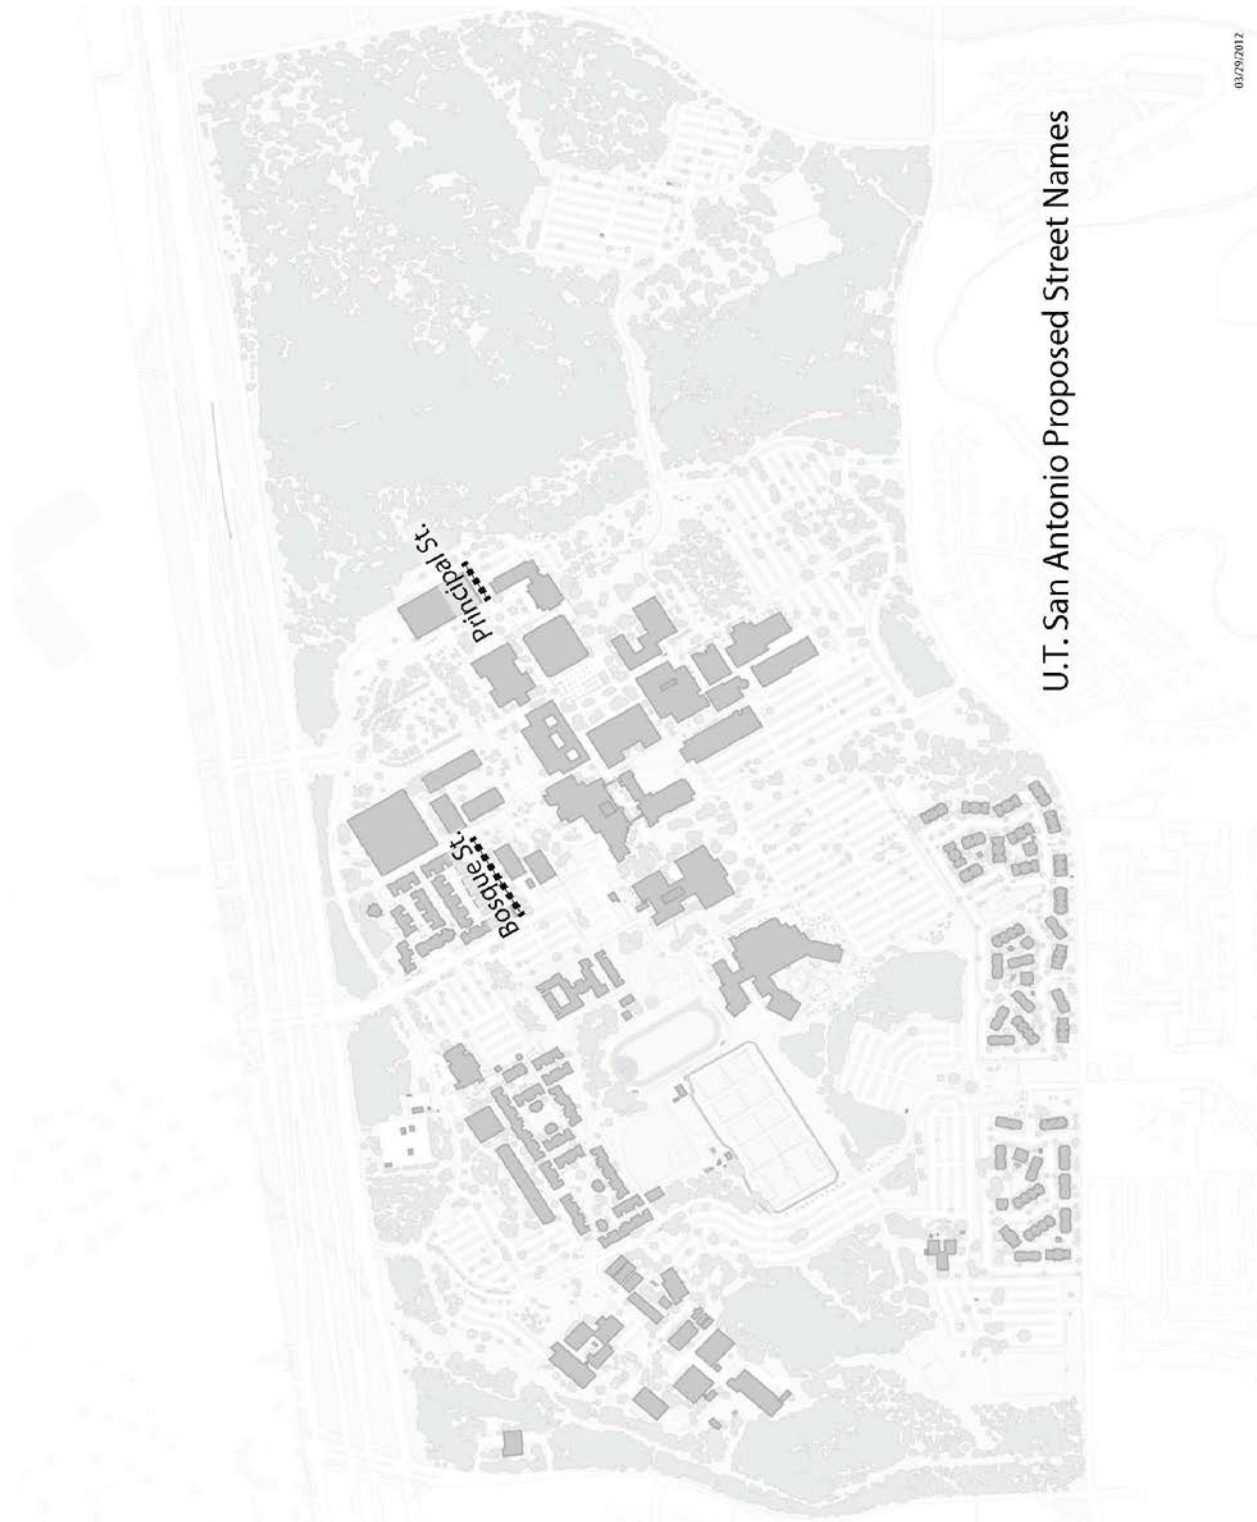 Bosque St.
Principal St.
U.T. San Antonio Proposed Street Names
03/29/2012